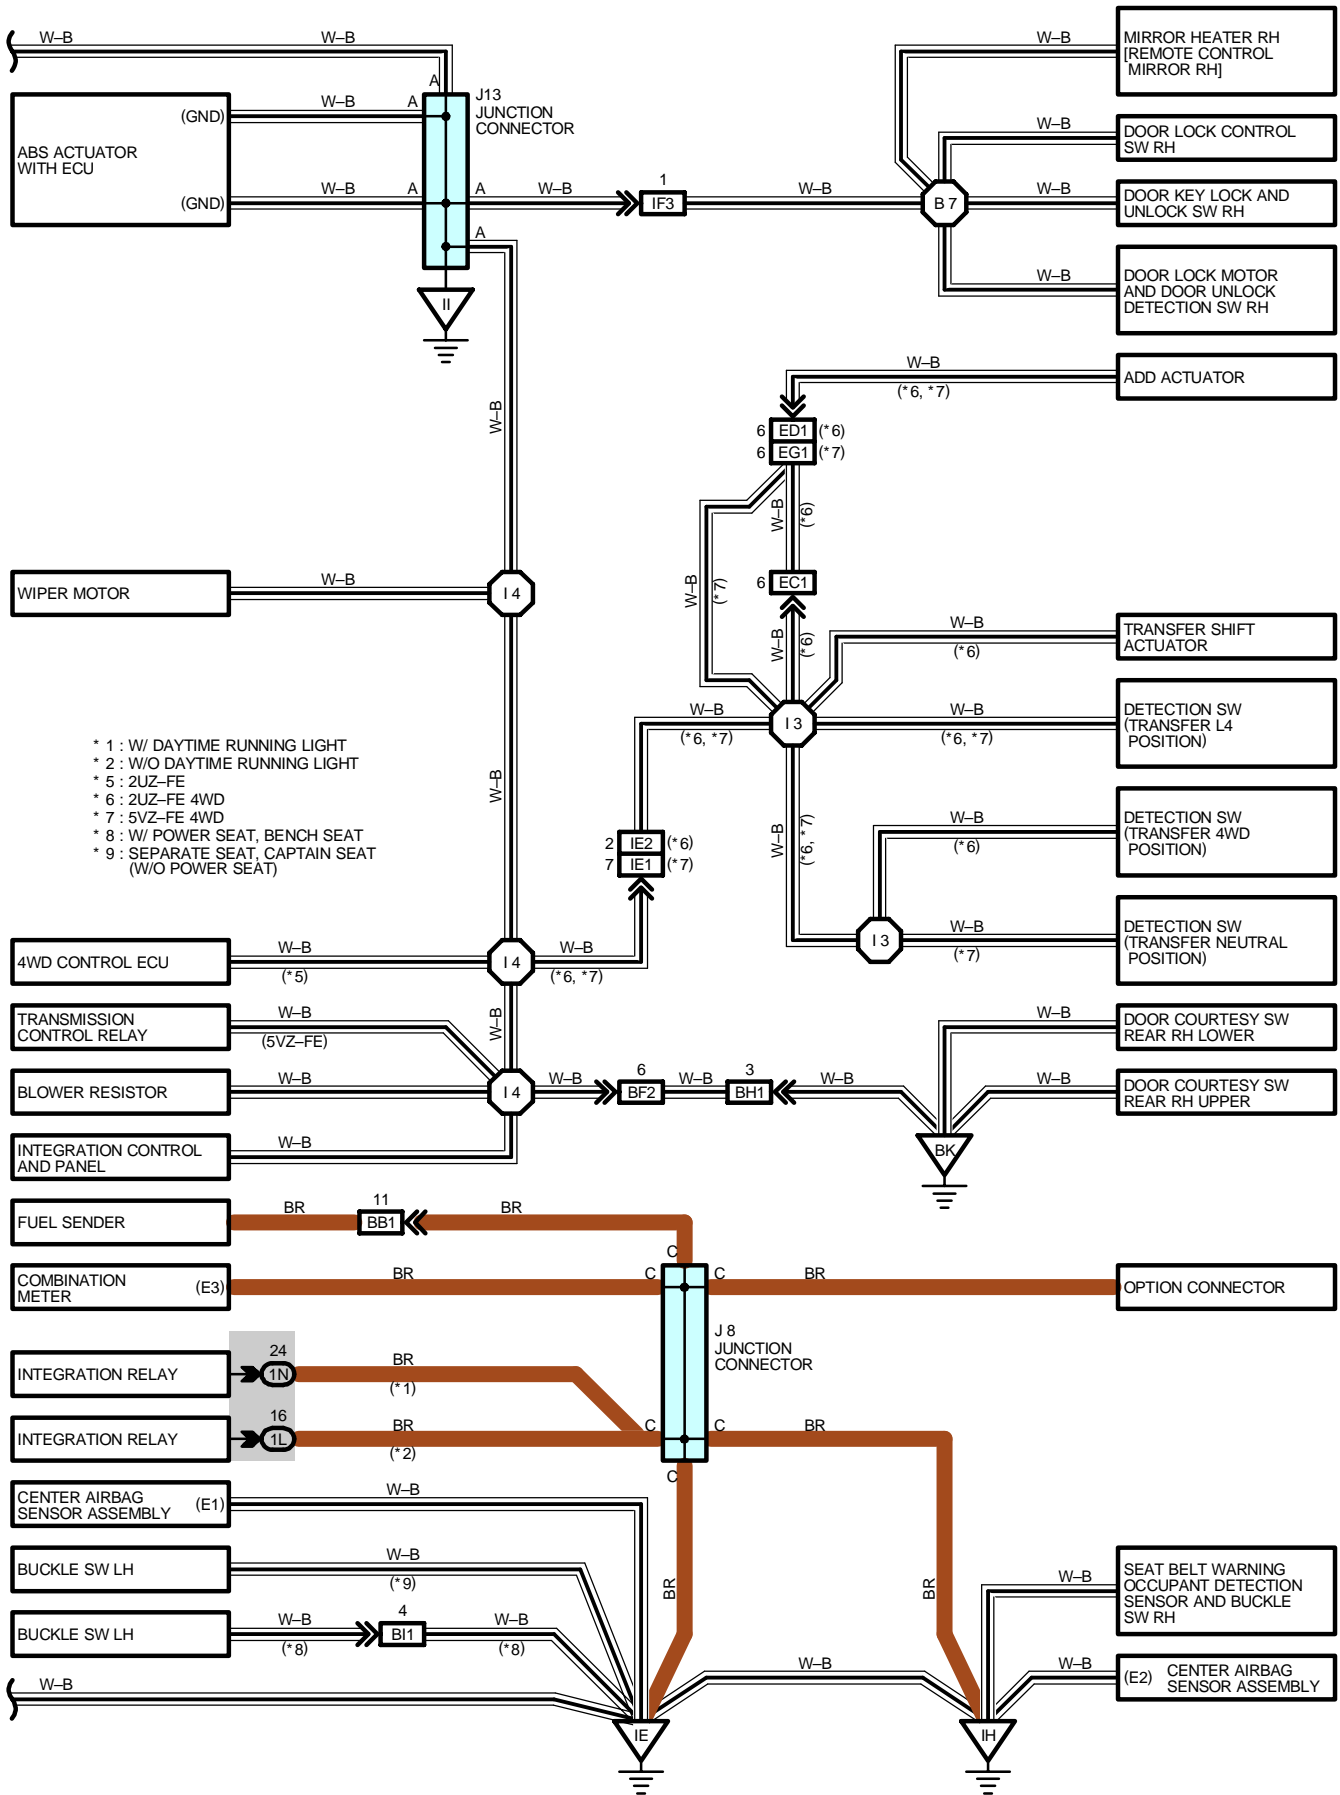 W–B
W–B
MIRROR HEATER RH
[REMOTE CONTROL
MIRROR RH]
W–B
A
J13
JUNCTION
CONNECTOR
ABS ACTUATOR
WITH ECU
(GND)
W–B
A
(GND)
W–B
A
A
W–B
1
IF3
W–B
B 7
W–B
DOOR LOCK CONTROL
SW RH
W–B
DOOR KEY LOCK AND
UNLOCK SW RH
A
W–B
DOOR LOCK MOTOR
AND DOOR UNLOCK
DETECTION SW RH
II
W–B
W–B
(*6, *7)
ADD ACTUATOR
6 ED1 (*6)
6 EG1 (*7)
W–B
(*6)
W–B
(*7)
6 EC1
W–B
(*6)
WIPER MOTOR
W–B
I 4
W–B
(*6)
TRANSFER SHIFT
ACTUATOR
W–B
(*6, *7)
I 3
W–B
(*6, *7)
DETECTION SW
(TRANSFER L4
POSITION)
* 1 : W/ DAYTIME RUNNING LIGHT
* 2 : W/O DAYTIME RUNNING LIGHT
* 5 : 2UZ–FE
* 6 : 2UZ–FE 4WD
* 7 : 5VZ–FE 4WD
* 8 : W/ POWER SEAT, BENCH SEAT
* 9 : SEPARATE SEAT, CAPTAIN SEAT
(W/O POWER SEAT)
W–B
2 IE2 (*6)
7 IE1 (*7)
W–B
(*6, *7)
W–B
(*6)
DETECTION SW
(TRANSFER 4WD
POSITION)
I 3
W–B
(*7)
DETECTION SW
(TRANSFER NEUTRAL
POSITION)
4WD CONTROL ECU
W–B
(*5)
I 4
W–B
(*6, *7)
TRANSMISSION
CONTROL RELAY
W–B
(5VZ–FE)
W–B
W–B
DOOR COURTESY SW
REAR RH LOWER
BLOWER RESISTOR
W–B
I 4
W–B
6
BF2
W–B
3
BH1
W–B
W–B
DOOR COURTESY SW
REAR RH UPPER
INTEGRATION CONTROL
AND PANEL
W–B
BK
FUEL SENDER
BR
11
BB1
BR
C
COMBINATION
METER
(E3)
BR
C
C
BR
OPTION CONNECTOR
J 8
JUNCTION
CONNECTOR
INTEGRATION RELAY
24
1N
BR
(*1)
INTEGRATION RELAY
16
1L
BR
(*2)
C
C
BR
C
CENTER AIRBAG
SENSOR ASSEMBLY
(E1)
W–B
BUCKLE SW LH
W–B
(*9)
BR
BR
W–B
SEAT BELT WARNING
OCCUPANT DETECTION
SENSOR AND BUCKLE
SW RH
BUCKLE SW LH
W–B
(*8)
4
BI1
W–B
(*8)
W–B
W–B
W–B
(E2)
CENTER AIRBAG
SENSOR ASSEMBLY
IE
IH